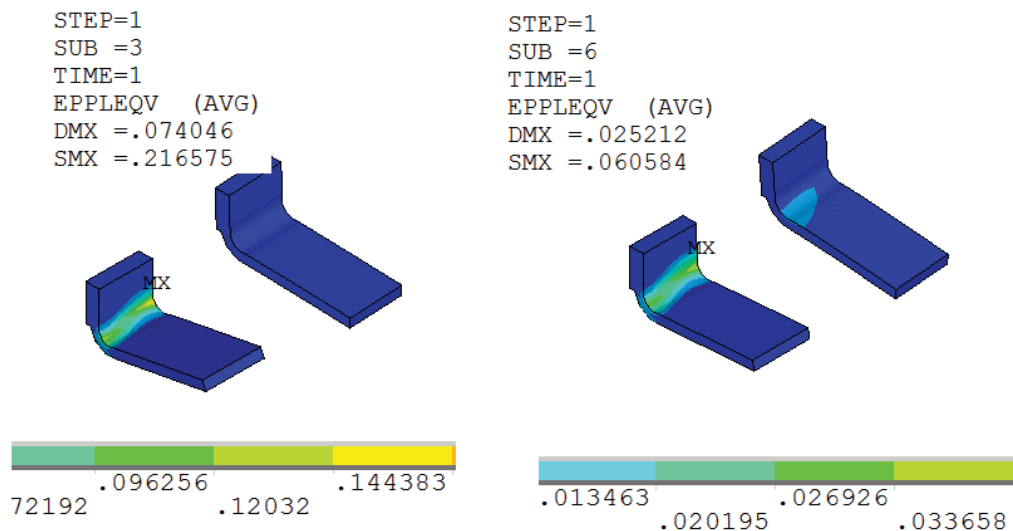 STEP=1
SUB =3
TIME=1
EPPLEQV (AVG)
DMX =.074046
SMX =.216575
MX
.096256 .144383
72192 .12032
STEP=1
SUB =6
TIME=1
EPPLEQV (AVG)
DMX =.025212
SMX =.060584
MX
.013463 .026926
.020195 .033658